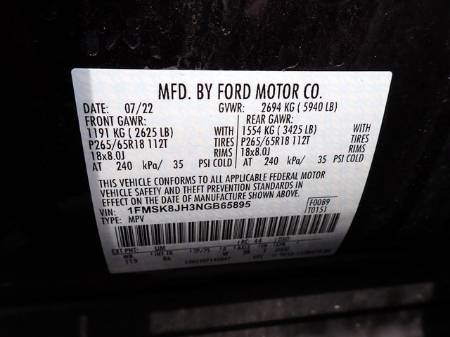 MFD. BY FORD MOTOR CO.
DATE: 07/22 GVWR: 2694 KG ( 5940 LB)
FRONT GAWR: REAR GAWR:
1191 KG ( 2625 LB) WITH 1554 KG ( 3425 LB) WITH
P265/65R18 112T TIRES P265/65R18 112T TIRES
18x8.0J RIMS 18x8.0J RIMS
AT 240 kPa/ 35 PSI COLD AT 240 kPa/ 35 PSI COLD
THIS VEHICLE CONFORMS TO ALL APPLICABLE FEDERAL MOTOR
VEHICLE SAFETY AND THEFT PREVENTION STANDARDS IN
EFFECT ON THE DATE OF MANUFACTURE SHOWN ABOVE.
VIN: 1FMSK8JH3NGB65895 F0089
TYPE: MPV T0151
EXT PNT: